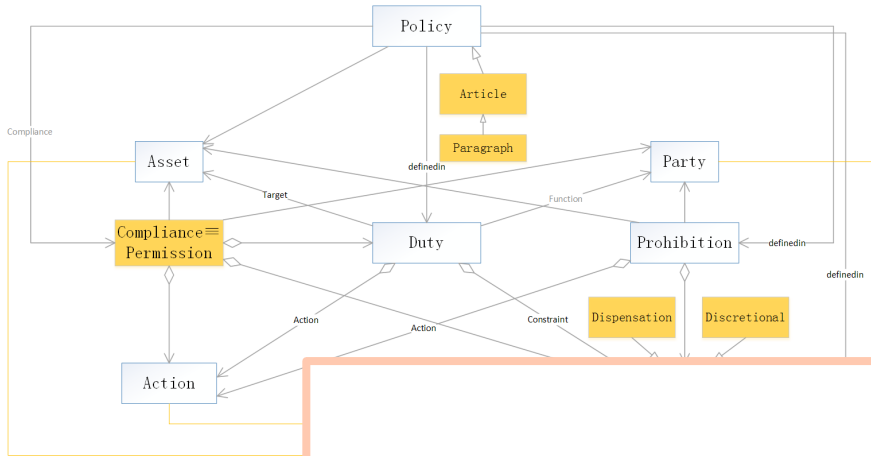 Policy
Article
Compliance
Paragraph
Asset
Party
definedin
Target
Function
Compliance≡
Permission
Duty
Prohibition
definedin
definedin
Dispensation
Discretional
Action
Constraint
Action
Action